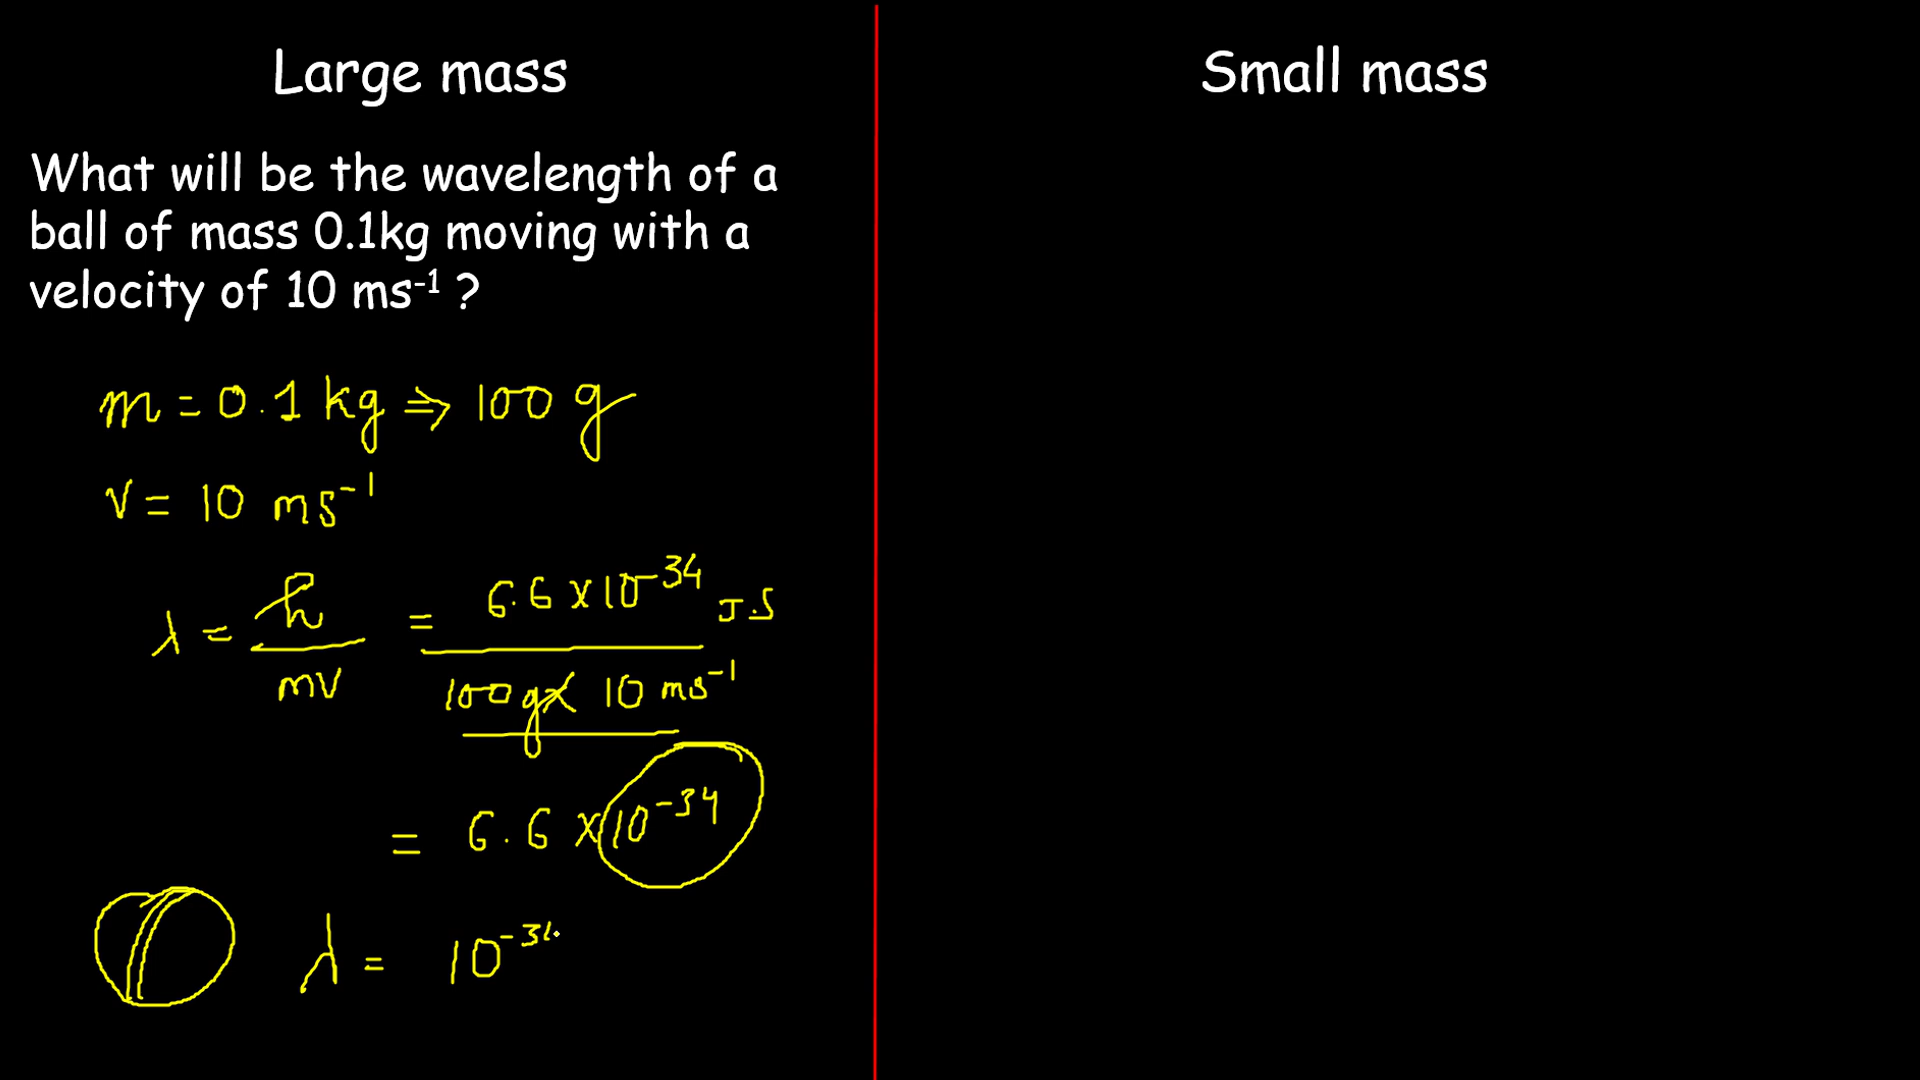 Large mass
What will be the wavelength of a
ball of mass 0.1kg moving with a
velocity of 10 ms⁻¹ ?
m = 0.1 kg ⇒ 100 g
v = 10 ms⁻¹
λ = h / mv = 6.6 × 10⁻³⁴ J.S / 100g × 10 ms⁻¹
= 6.6 × 10⁻³⁴
λ = 10⁻³⁴
Small mass